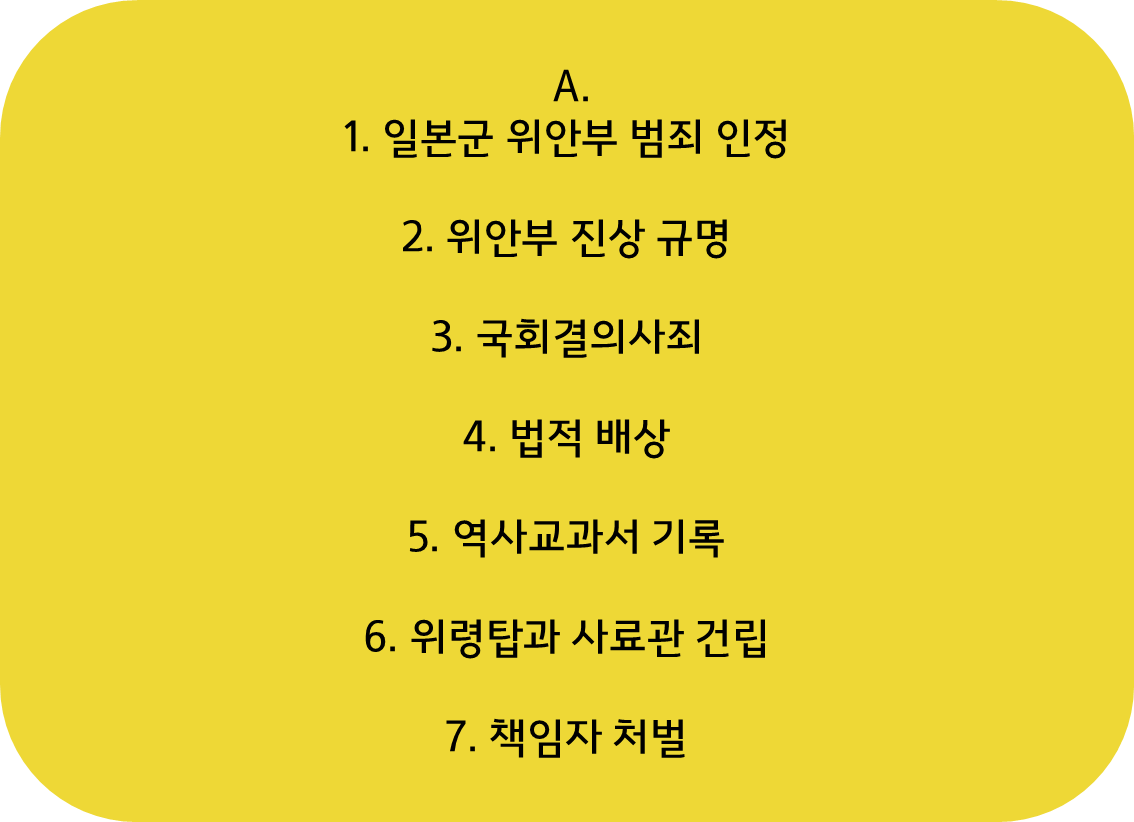 A.
1. 일본군 위안부 범죄 인정
2. 위안부 진상 규명
3. 국회결의사죄
4. 법적 배상
5. 역사교과서 기록
6. 위령탑과 사료관 건립
7. 책임자 처벌